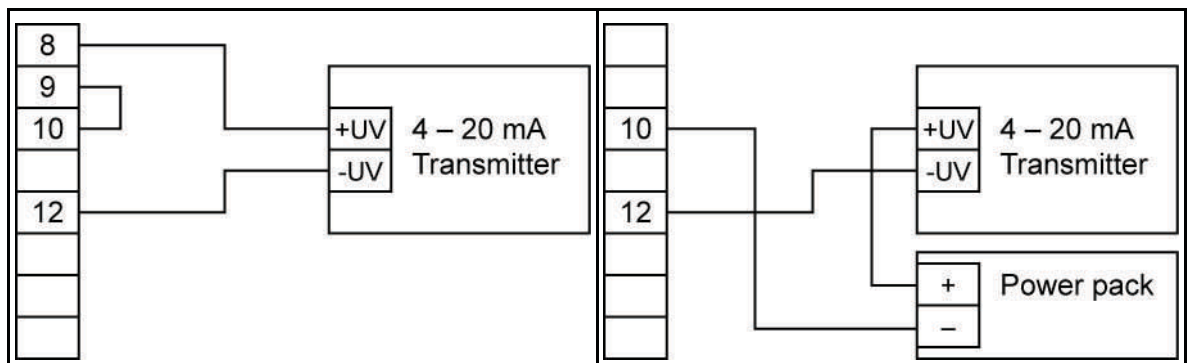 8
9
10
12
+UV
-UV
4 – 20 mA
Transmitter
10
12
+UV
-UV
4 – 20 mA
Transmitter
+
–
Power pack